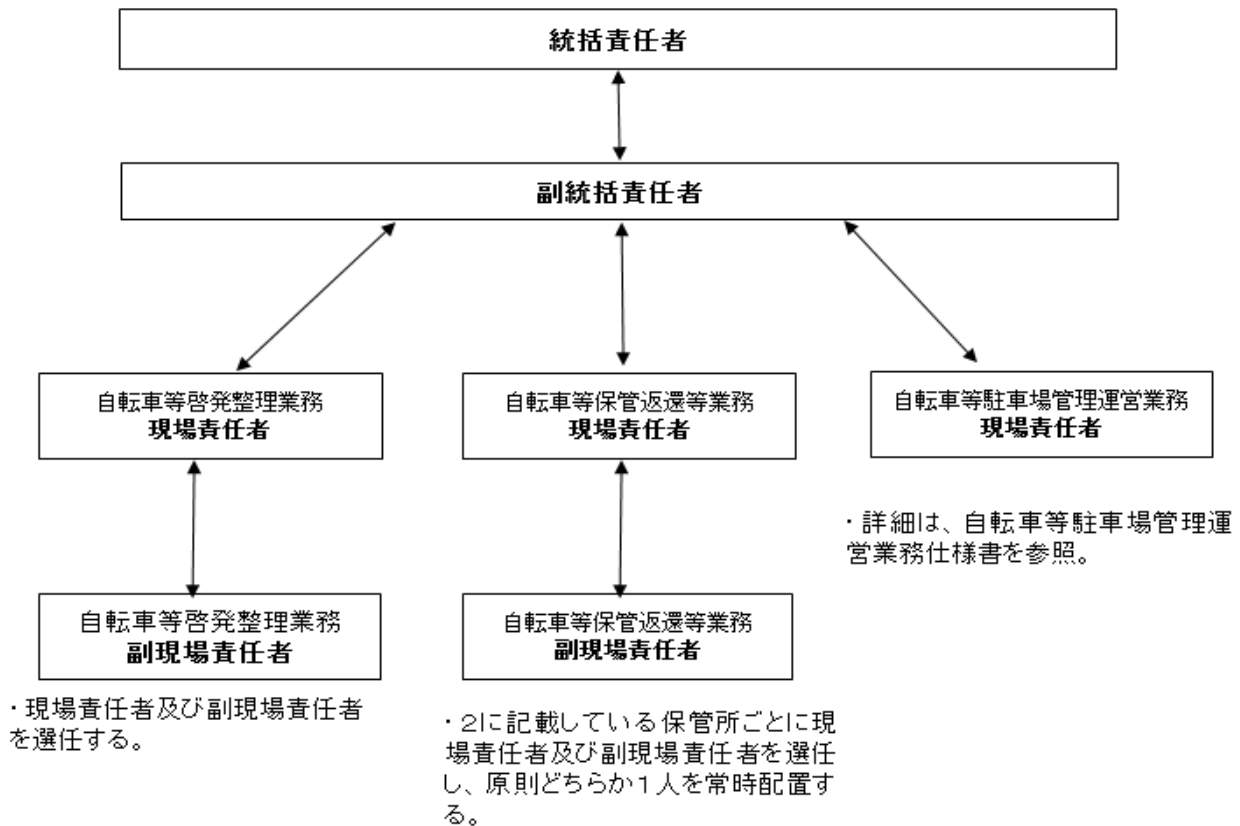 統括責任者
副統括責任者
自転車等啓発整理業務
現場責任者
自転車等保管返還等業務
現場責任者
自転車等駐車場管理運営業務
現場責任者
・詳細は、自転車等駐車場管理運
営業務仕様書を参照。
自転車等啓発整理業務
副現場責任者
自転車等保管返還等業務
副現場責任者
・現場責任者及び副現場責任者
を選任する。
・2に記載している保管所ごとに現
場責任者及び副現場責任者を選任
し、原則どちらか1人を常時配置す
る。